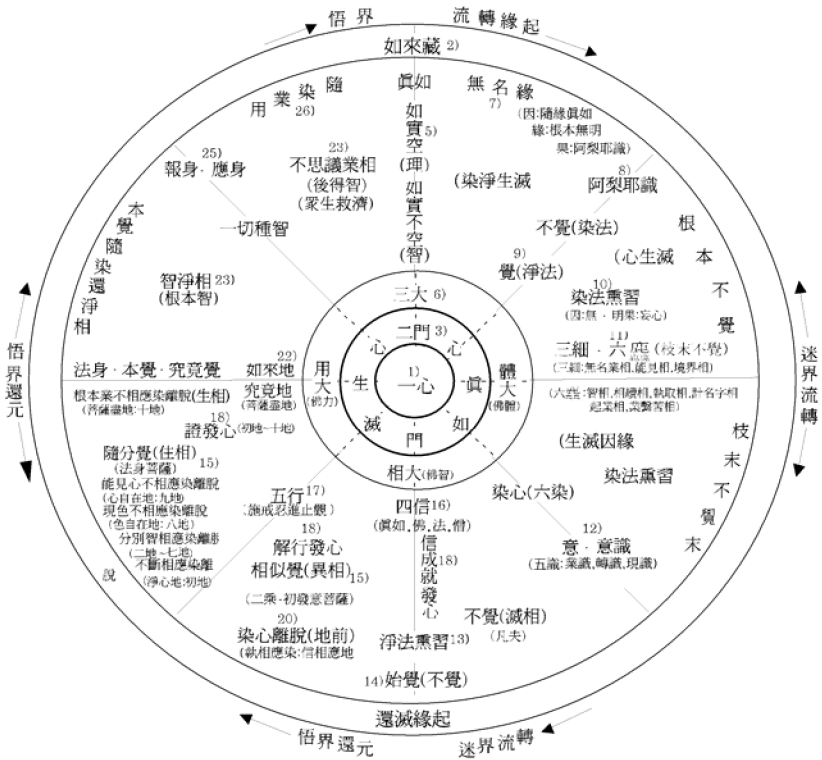 悟界
流轉緣起
如來藏 2)
用業染隨
26)
眞如
無名緣
7)
(因:隨緣眞如
緣:根本無明
果:阿梨耶識)
如實空(理) 5)
如實不空(智)
23)
不思議業相
(後得智)
(衆生救濟)
25)
報身·應身
一切種智
(染淨生滅
8)
阿梨耶識
不覺(染法)
9)
覺(淨法)
(心生滅
根本不覺
10)
染法熏習
(因:無·明果:妄心)
11)
三細·六麁(枝末不覺)
(三細:無名業相,能見相,境界相)
本覺隨染還淨相
智淨相 23)
(根本智)
三大 6)
二門 3)
1)
一心
心生滅
心眞如
門
用大
(佛力)
體大
(佛體)
相大(佛智)
法身·本覺·究竟覺
22)
如來地
究竟地
(菩薩盡地)
根本業不相應染離脫(生相)
(菩薩盡地:十地)
18)
證發心(初地~十地)
隨分覺(住相)
15)
(法身菩薩)
能見心不相應染離脫
(心自在地:九地)
現色不相應染離脫
(色自在地:八地)
分別智相應染離
(二地~七地)
不斷相應染離
(淨心地:初地)
說
五行 17)
(施戒忍進止觀)
18)
解行發心
相似覺(異相) 15)
(二乘·初發意菩薩)
20)
染心離脫(地前)
(執相應染:信相應地
四信 16)
(眞如,佛,法,僧)
信成就發心 18)
淨法熏習 13)
14)始覺(不覺)
(六麁:智相,相續相,執取相,計名字相
起業相,業繫苦相)
(生滅因緣
染法熏習
染心(六染)
12)
意·意識
(五識:業識,轉識,現識)
不覺(滅相)
(凡夫)
枝末不覺末
悟界還元
迷界流轉
還滅緣起
悟界還元
迷界流轉